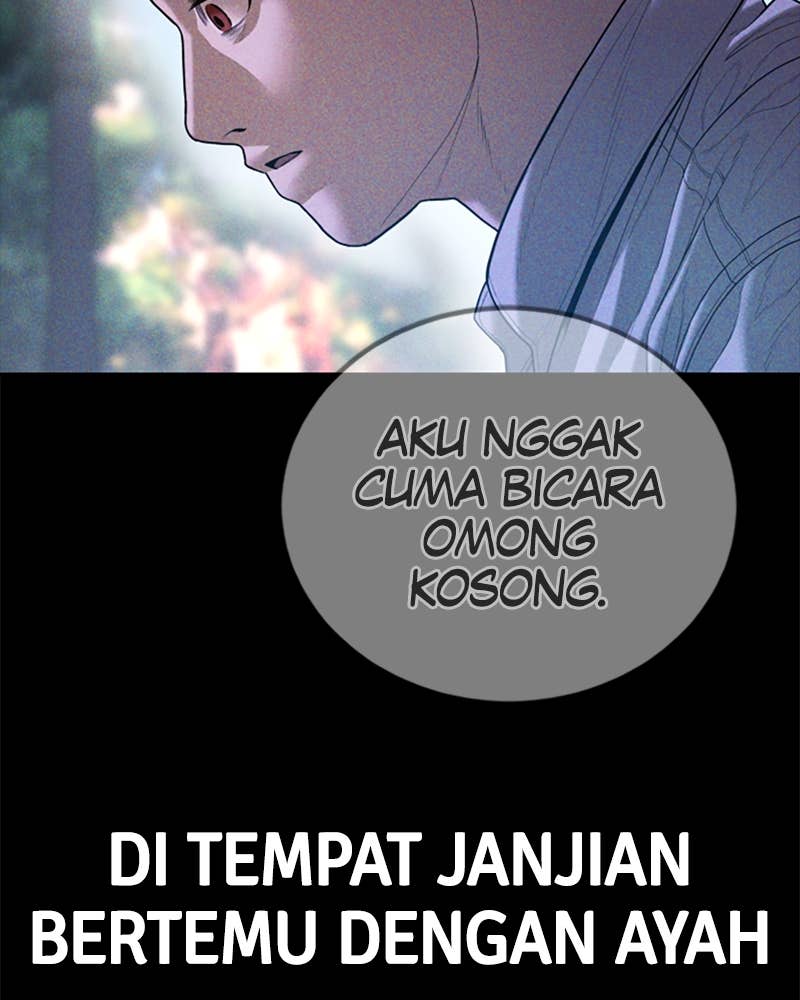 AKU NGGAK
CUMA BICARA
OMONG
KOSONG.
DI TEMPAT JANJIAN
BERTEMU DENGAN AYAH